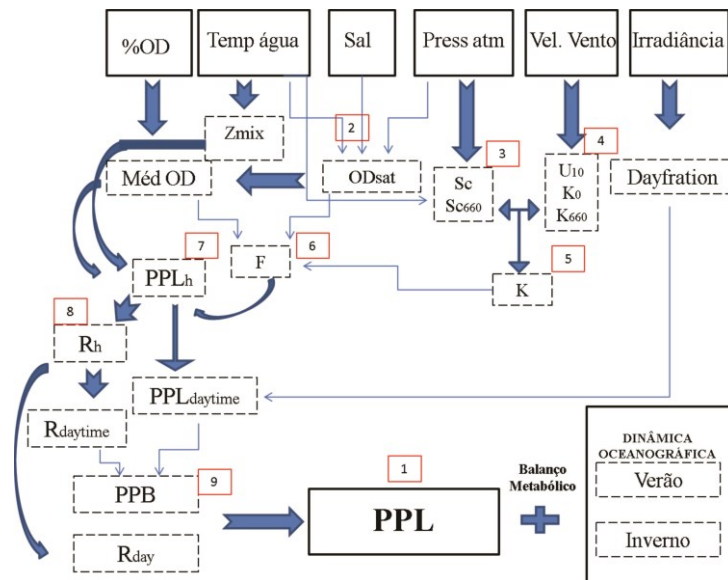 %OD
Temp água
Sal
Press atm
Vel. Vento
Irradiância
Zmix
2
3
4
Méd OD
ODsat
Sc
Sc660
U10
K0
K660
Dayfration
7
6
5
PPLh
F
K
8
Rh
PPLdaytime
Rdaytime
DINÂMICA
OCEANOGRÁFICA
Verão
Inverno
1
Balanço
Metabólico
PPB
9
PPL
Rday